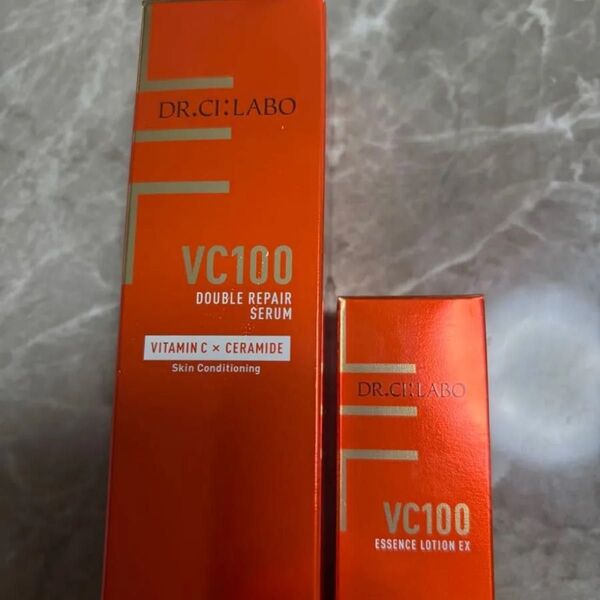 DR.CI:LABO
VC100
DOUBLE REPAIR
SERUM
VITAMIN C × CERAMIDE
Skin Conditioning
DR.CI:LABO
VC100
ESSENCE LOTION EX